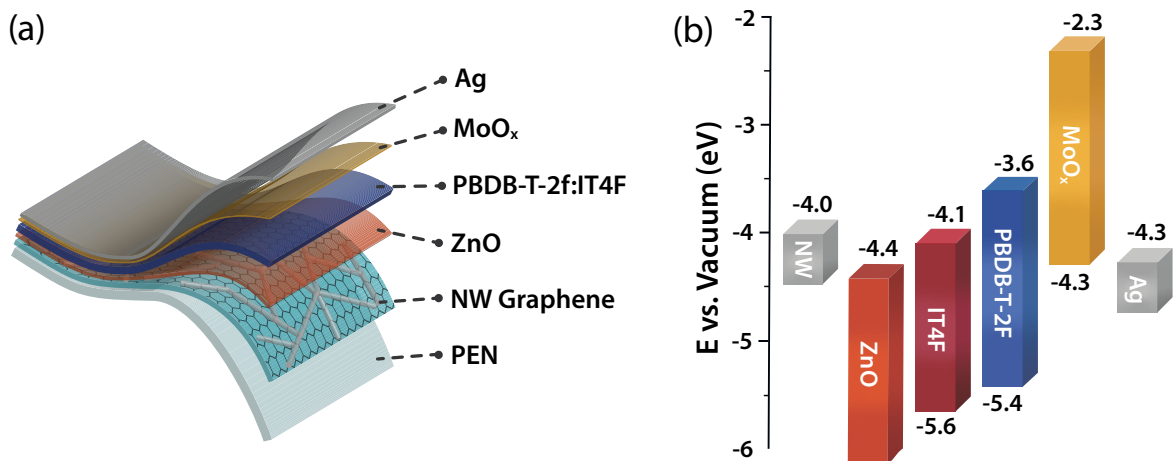 (a)
Ag
MoOₓ
PBDB-T-2f:IT4F
ZnO
NW Graphene
PEN
(b)
E vs. Vacuum (eV)
-2
-3
-4
-5
-6
-4.0
NW
-4.4
ZnO
-4.1
IT4F
-5.6
-3.6
PBDB-T-2F
-5.4
-2.3
MoOₓ
-4.3
-4.3
Ag